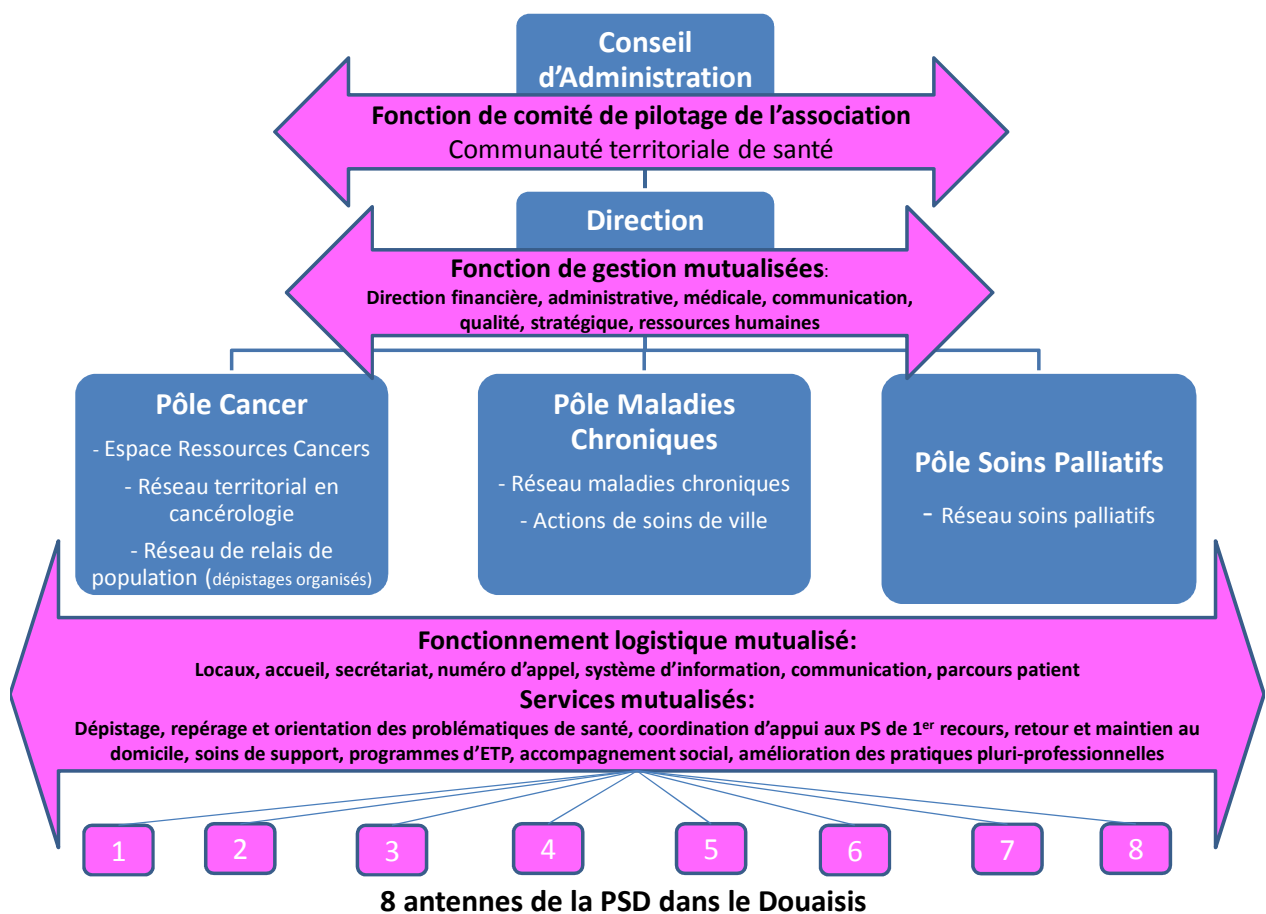 Conseil
d'Administration
Fonction de comité de pilotage de l'association
Communauté territoriale de santé
Direction
Fonction de gestion mutualisées:
Direction financière, administrative, médicale, communication,
qualité, stratégique, ressources humaines
Pôle Cancer
- Espace Ressources Cancers
- Réseau territorial en
cancérologie
- Réseau de relais de
population (dépistages organisés)
Pôle Maladies
Chroniques
- Réseau maladies chroniques
- Actions de soins de ville
Pôle Soins Palliatifs
- Réseau soins palliatifs
Fonctionnement logistique mutualisé:
Locaux, accueil, secrétariat, numéro d'appel, système d'information, communication, parcours patient
Services mutualisés:
Dépistage, repérage et orientation des problématiques de santé, coordination d'appui aux PS de 1er recours, retour et maintien au
domicile, soins de support, programmes d'ETP, accompagnement social, amélioration des pratiques pluri-professionnelles
1 2 3 4 5 6 7 8
8 antennes de la PSD dans le Douaisis